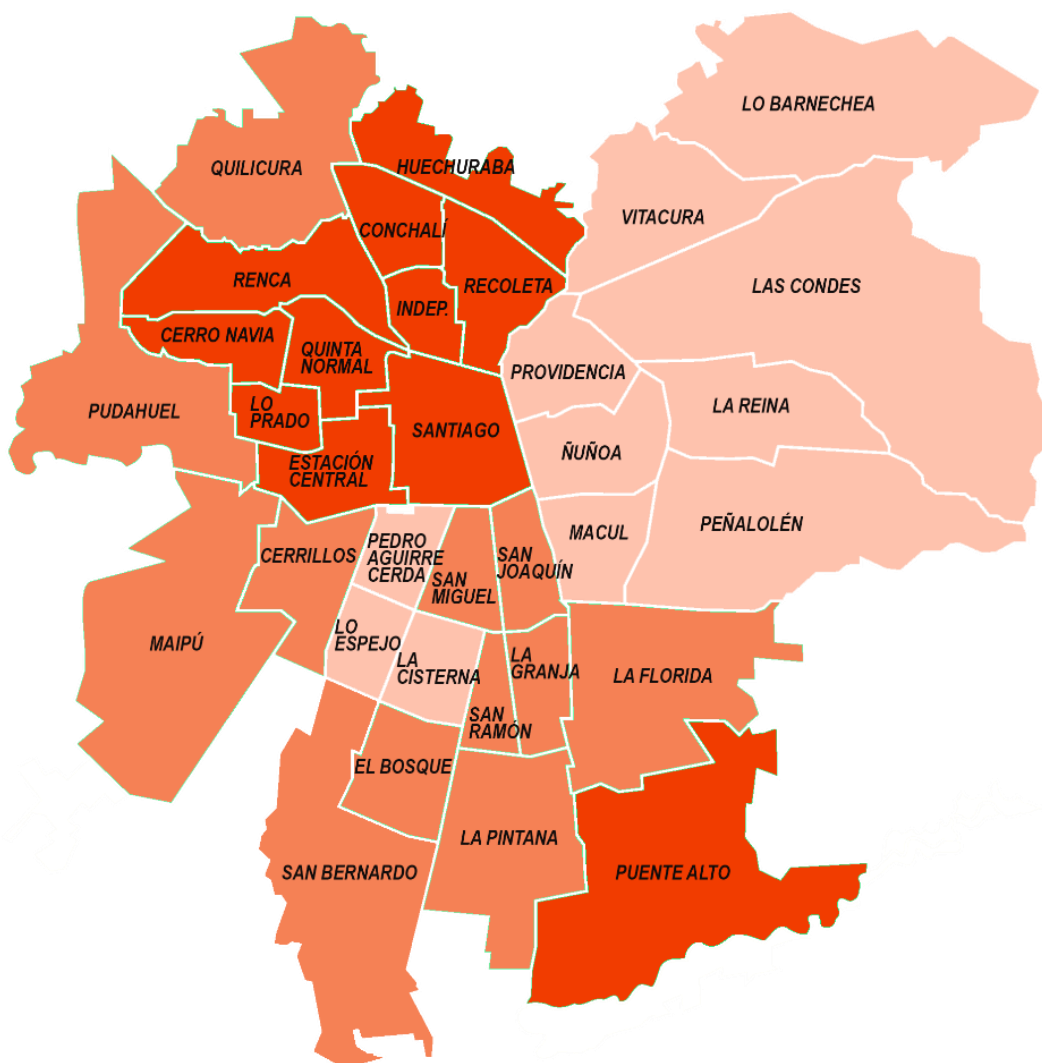 LO BARNECHEA
HUECHURABA
QUILICURA
VITACURA
CONCHALÍ
RENCA
RECOLETA
LAS CONDES
INDEP.
CERRO NAVIA
QUINTA
NORMAL
PROVIDENCIA
LA REINA
PUDAHUEL
LO
PRADO
SANTIAGO
ÑUÑOA
ESTACIÓN
CENTRAL
PEÑALOLÉN
MACUL
CERRILLOS
PEDRO
AGUIRRE
CERDA
SAN
JOAQUÍN
SAN
MIGUEL
MAIPÚ
LO
ESPEJO
LA
CISTERNA
LA
GRANJA
LA FLORIDA
SAN
RAMÓN
EL BOSQUE
LA PINTANA
SAN BERNARDO
PUENTE ALTO